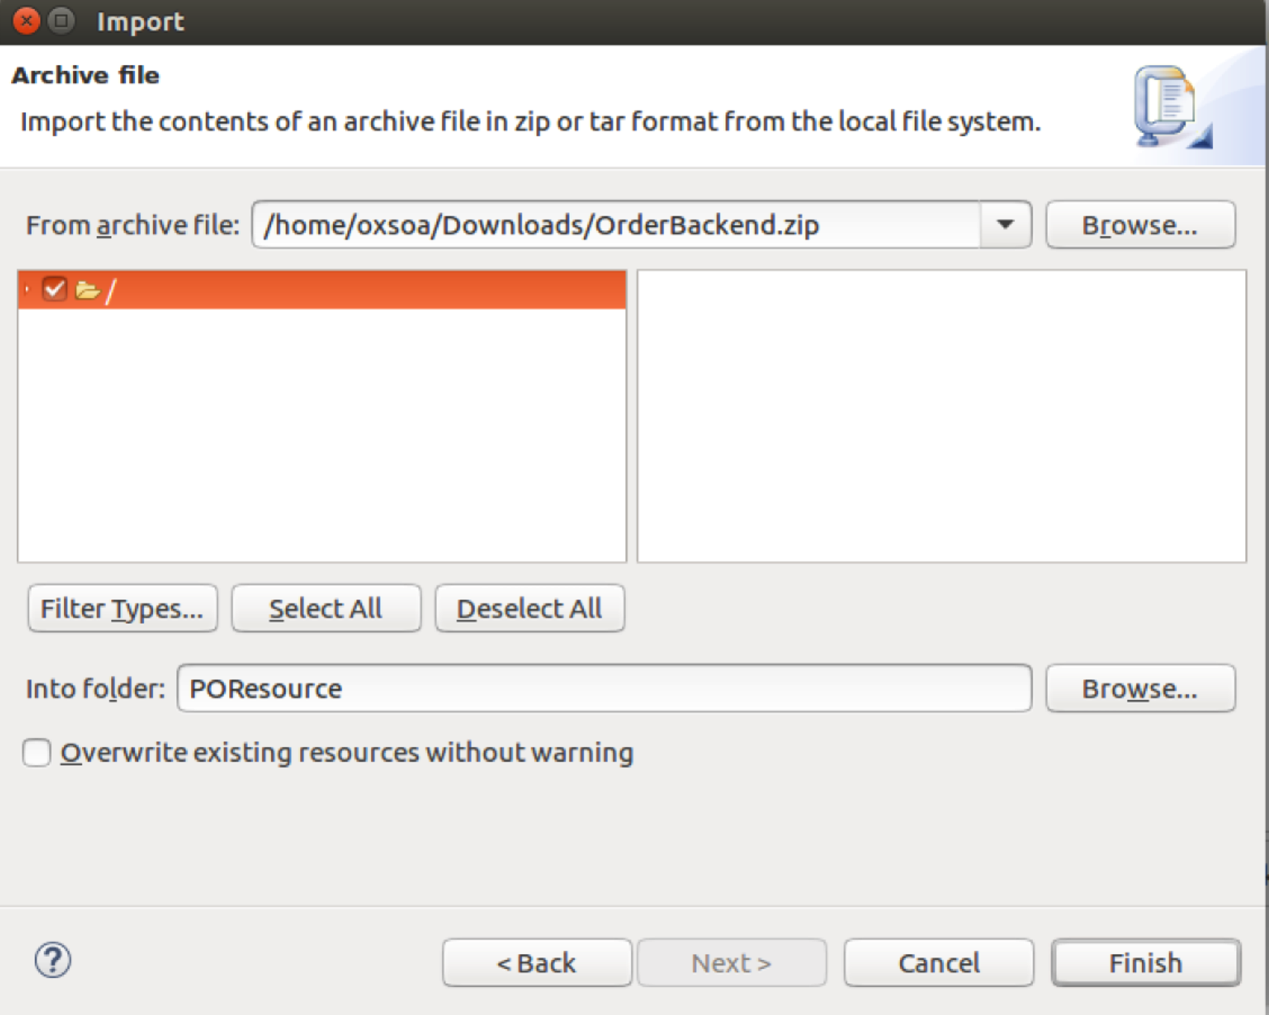 Import
Archive file
Import the contents of an archive file in zip or tar format from the local file system.
From archive file: /home/oxsoa/Downloads/OrderBackend.zip Browse...
/
Filter Types... Select All Deselect All
Into folder: POResource Browse...
Overwrite existing resources without warning
? < Back Next > Cancel Finish